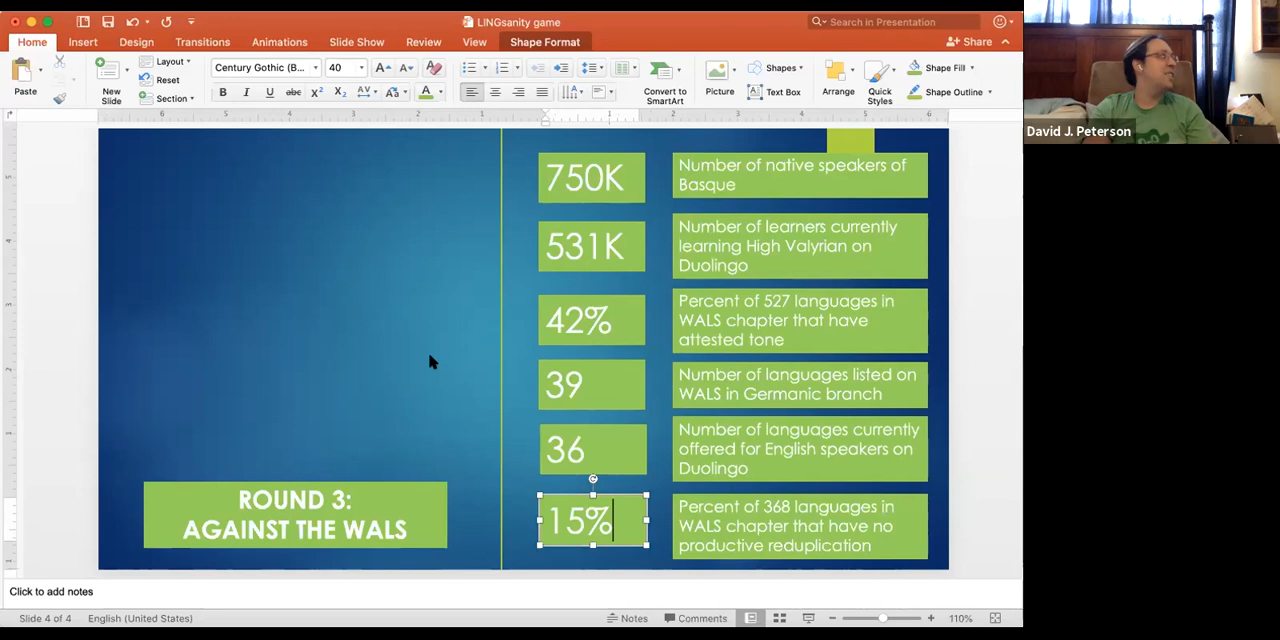 LINGsanity game
Search in Presentation
Home
Insert
Design
Transitions
Animations
Slide Show
Review
View
Shape Format
Share
Paste
New
Slide
Layout
Reset
Section
Century Gothic (B...
40
Convert to
SmartArt
Picture
Shapes
Text Box
Arrange
Quick
Styles
Shape Fill
Shape Outline
David J. Peterson
750K
Number of native speakers of
Basque
531K
Number of learners currently
learning High Valyrian on
Duolingo
42%
Percent of 527 languages in
WALS chapter that have
attested tone
39
Number of languages listed on
WALS in Germanic branch
36
Number of languages currently
offered for English speakers on
Duolingo
15%
Percent of 368 languages in
WALS chapter that have no
productive reduplication
ROUND 3:
AGAINST THE WALS
Click to add notes
Slide 4 of 4
English (United States)
Notes
Comments
110%